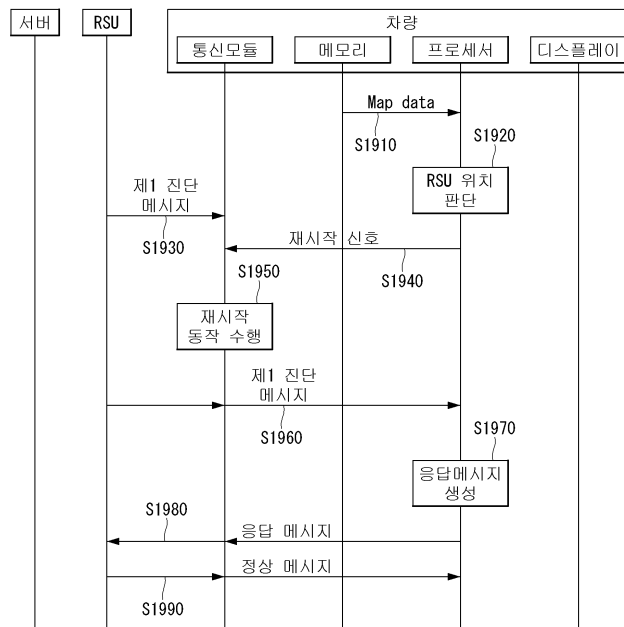 서버
RSU
차량
통신모듈
메모리
프로세서
디스플레이
Map data
S1910
S1920
RSU 위치
판단
제1 진단
메시지
S1930
재시작 신호
S1940
S1950
재시작
동작 수행
제1 진단
메시지
S1960
S1970
응답메시지
생성
S1980
응답 메시지
정상 메시지
S1990